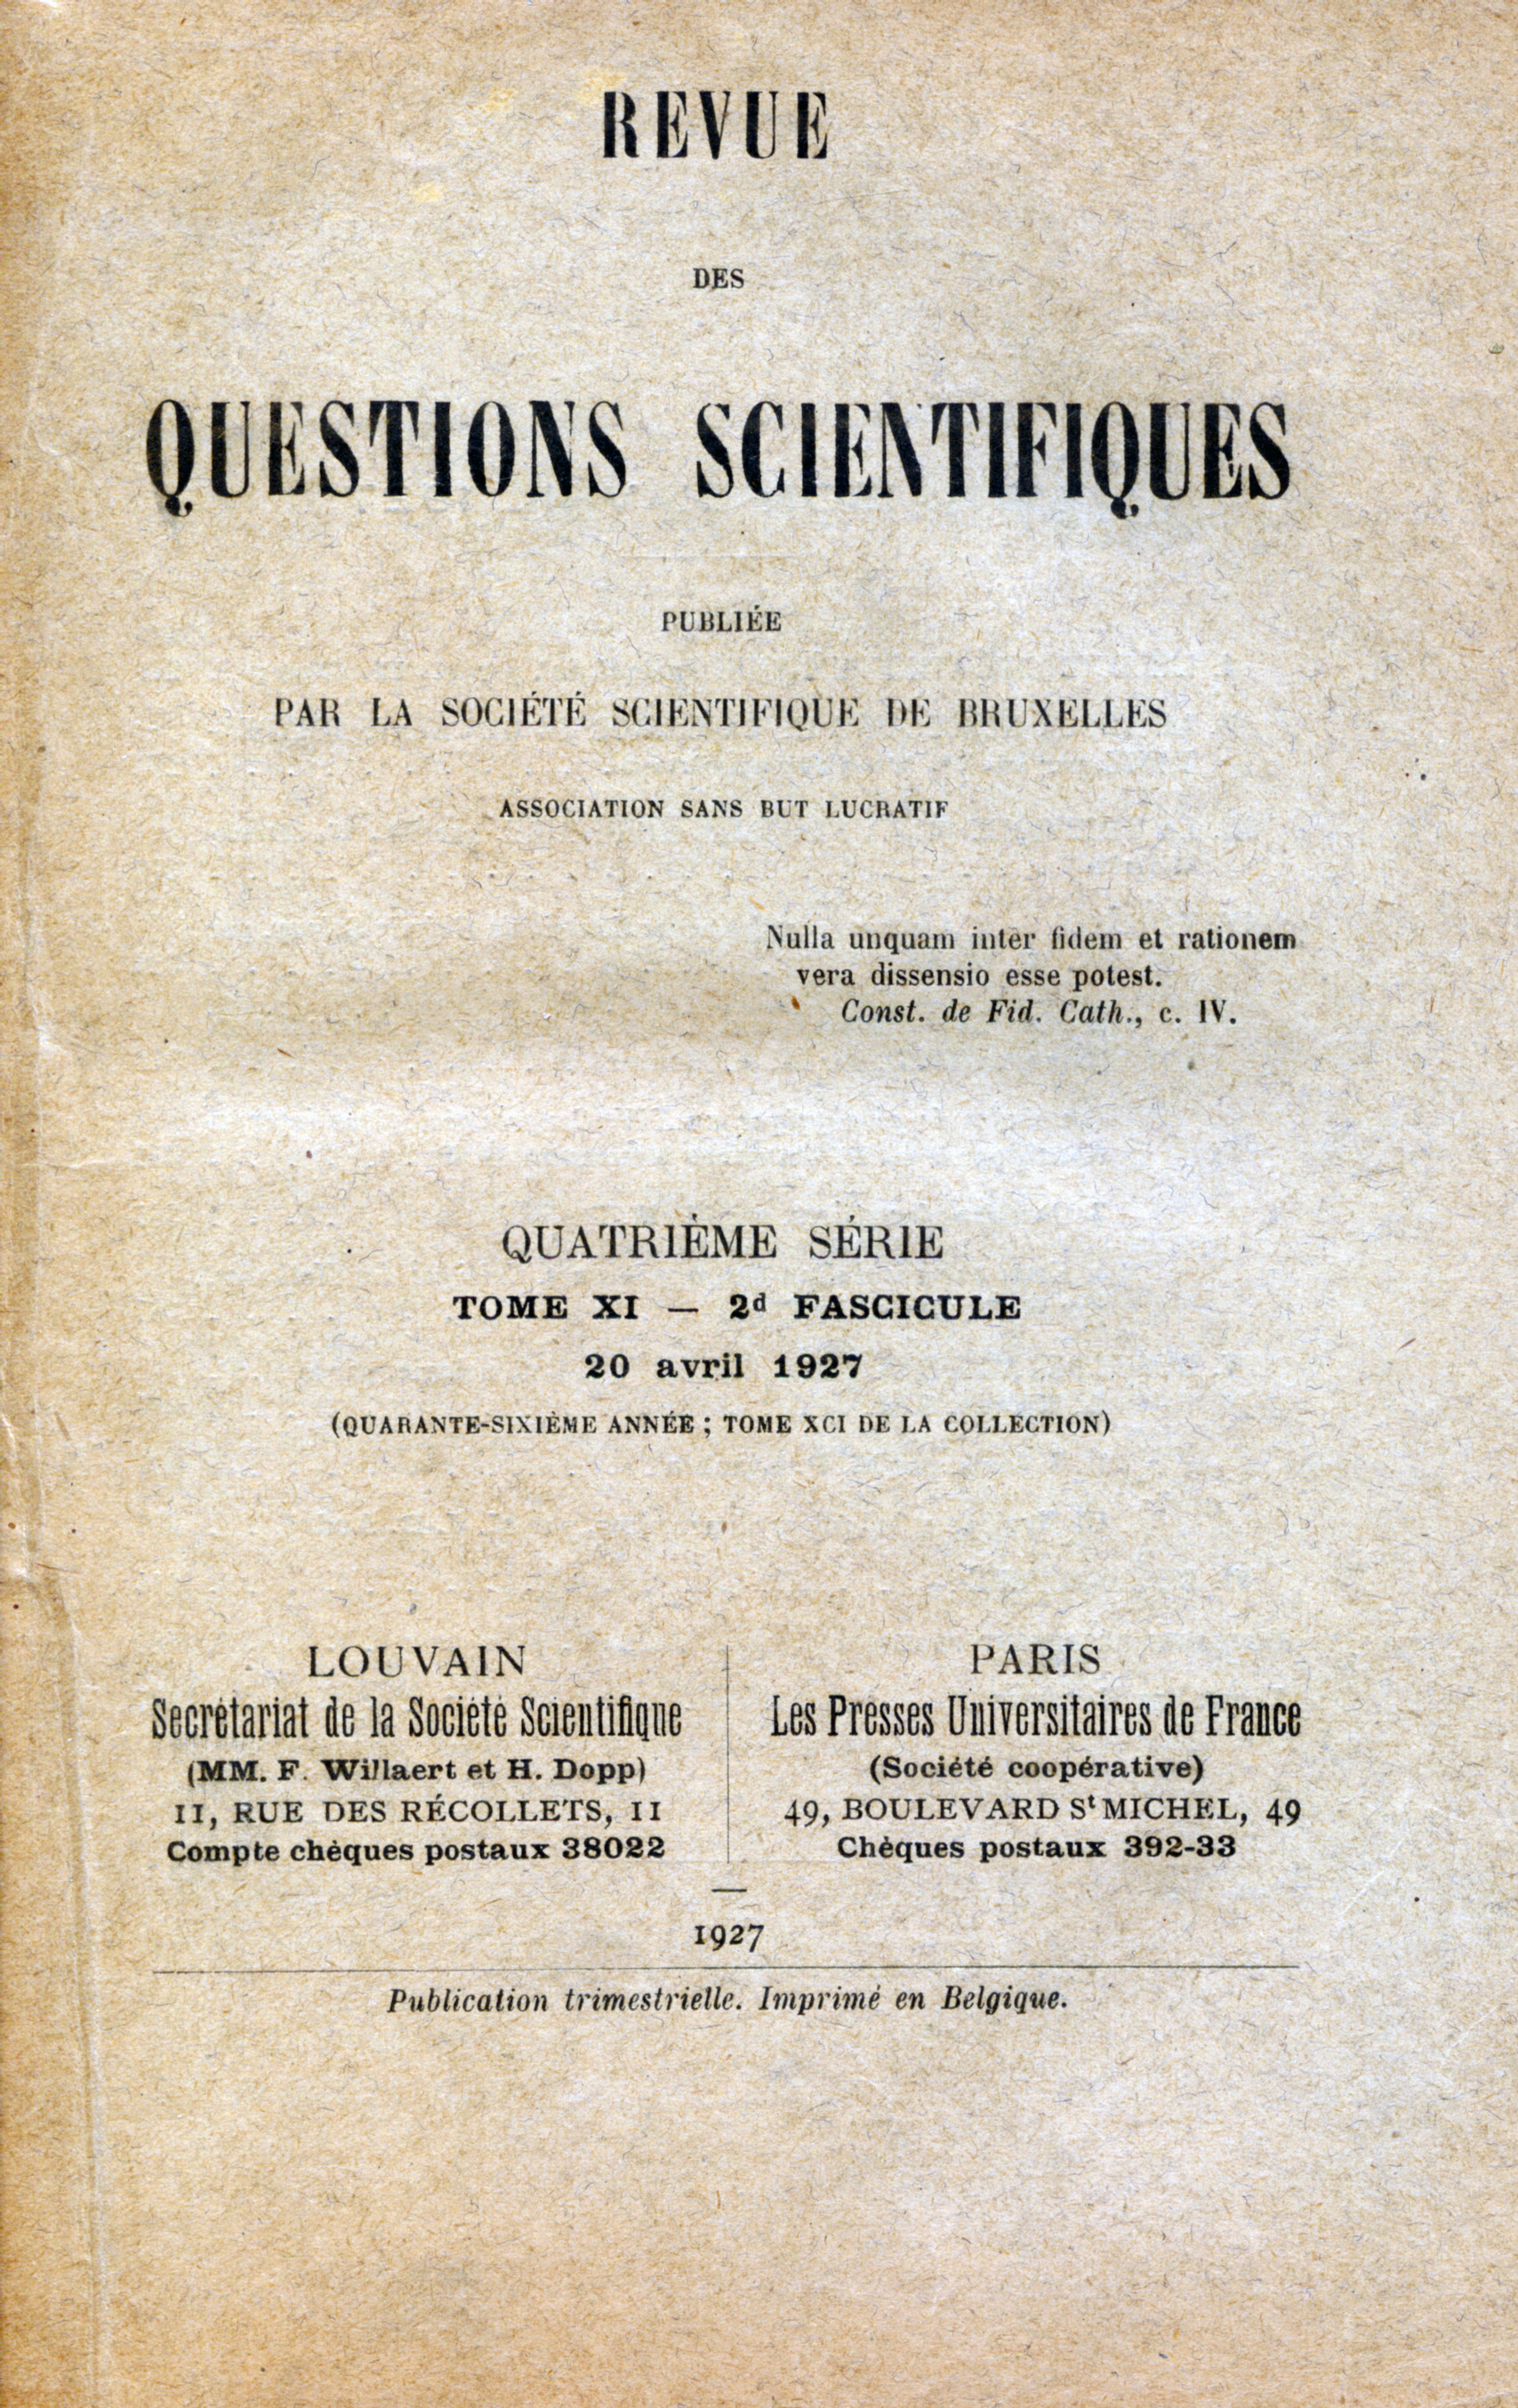 REVUE
DES
QUESTIONS SCIENTIFIQUES
PUBLIÉE
PAR LA SOCIÉTÉ SCIENTIFIQUE DE BRUXELLES
ASSOCIATION SANS BUT LUCRATIF
Nulla unquam inter fidem et rationem
vera dissensio esse potest.
Const. de Fid. Cath., c. IV.
QUATRIÈME SÉRIE
TOME XI — 2d FASCICULE
20 avril 1927
(QUARANTE-SIXIÈME ANNÉE ; TOME XCI DE LA COLLECTION)
LOUVAIN
Secrétariat de la Société Scientifique
(MM. F. Willaert et H. Dopp)
11, RUE DES RÉCOLLETS, 11
Compte chèques postaux 38022
PARIS
Les Presses Universitaires de France
(Société coopérative)
49, BOULEVARD St MICHEL, 49
Chèques postaux 392-33
1927
Publication trimestrielle. Imprimé en Belgique.